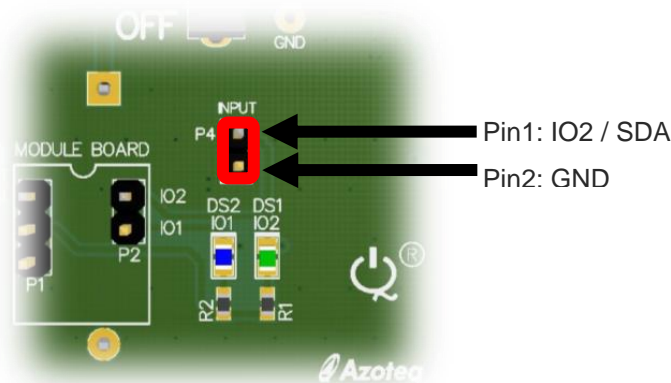 OFF
GND
INPUT
P4
Pin1: IO2 / SDA
Pin2: GND
MODULE BOARD
IO2
IO1
P2
P1
DS2 DS1
IO1 IO2
R2
R1
®
Azoteq